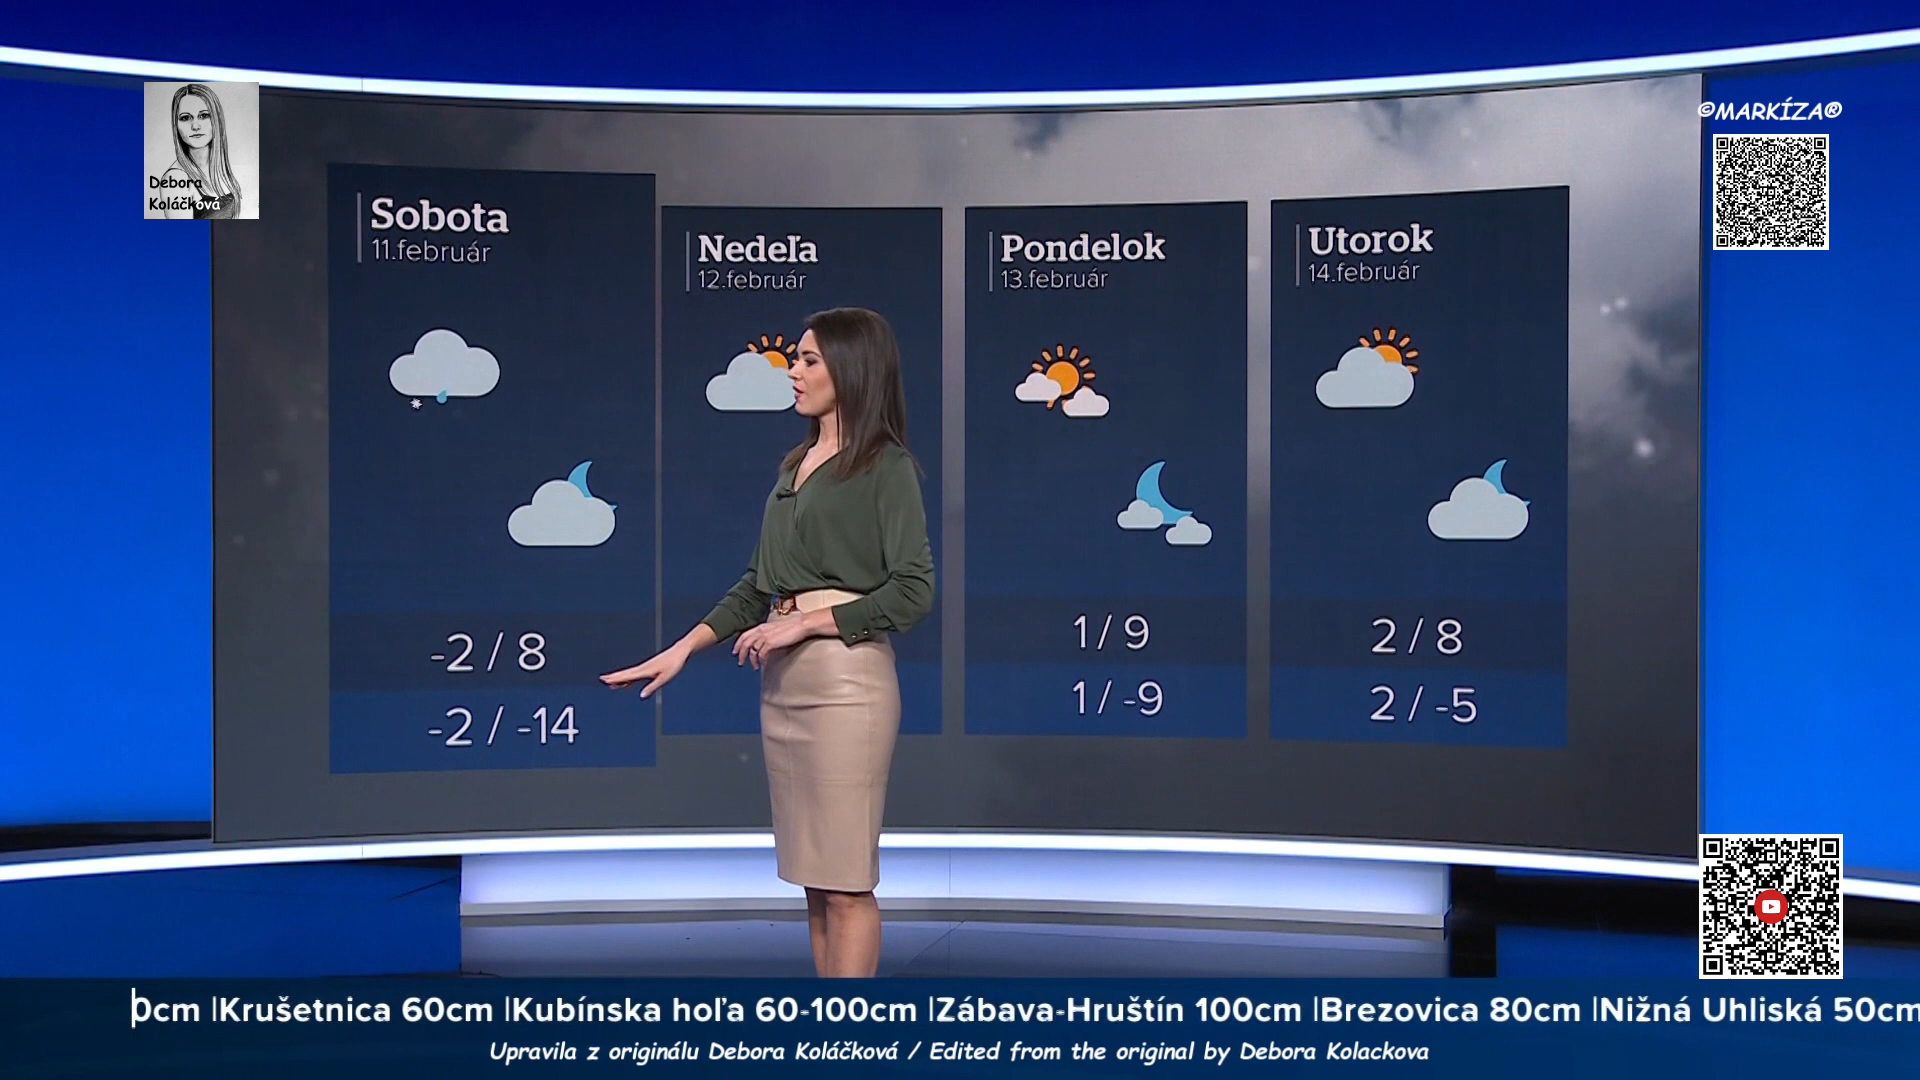 Debora
Koláčková
©MARKÍZA®
Sobota
11.február
-2 / 8
-2 / -14
Nedeľa
12.február
Pondelok
13.február
1 / 9
1 / -9
Utorok
14.február
2 / 8
2 / -5
0cm |Krušetnica 60cm |Kubínska hoľa 60-100cm |Zábava-Hruštín 100cm |Brezovica 80cm |Nižná Uhliská 50cm
Upravila z originálu Debora Koláčková / Edited from the original by Debora Kolackova